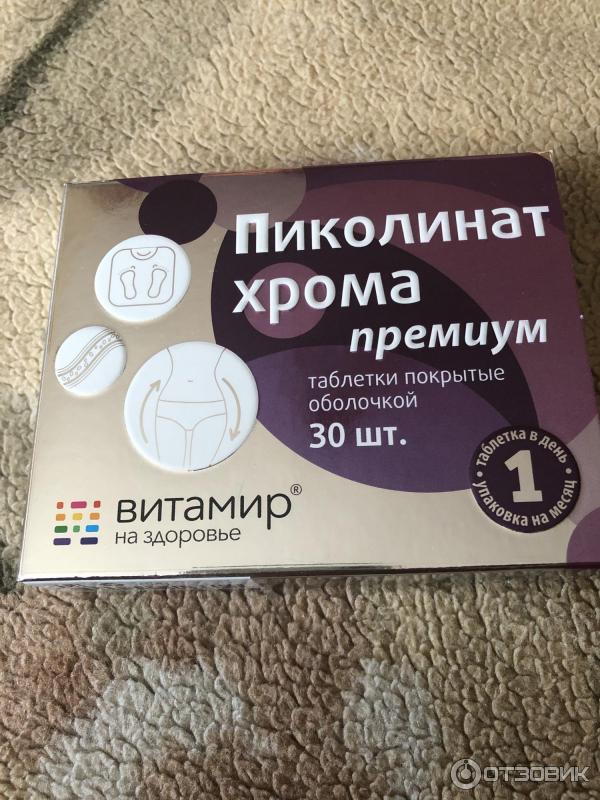 Пиколинат
хрома
премиум
таблетки покрытые
оболочкой
30 шт.
• таблетка в день •
1
упаковка на месяц
витамир®
на здоровье
ОТЗОВИК